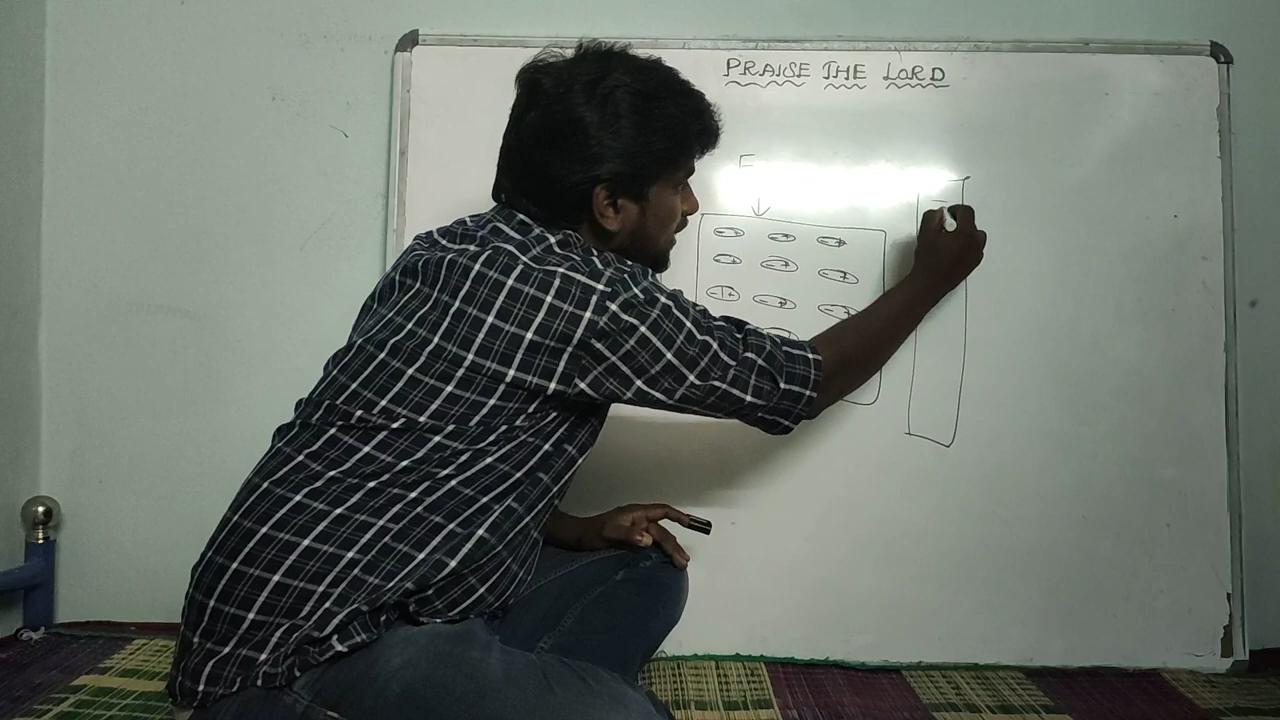 PRAISE THE LORD
F
- + - + - +
- + - + - +
- + - + - +